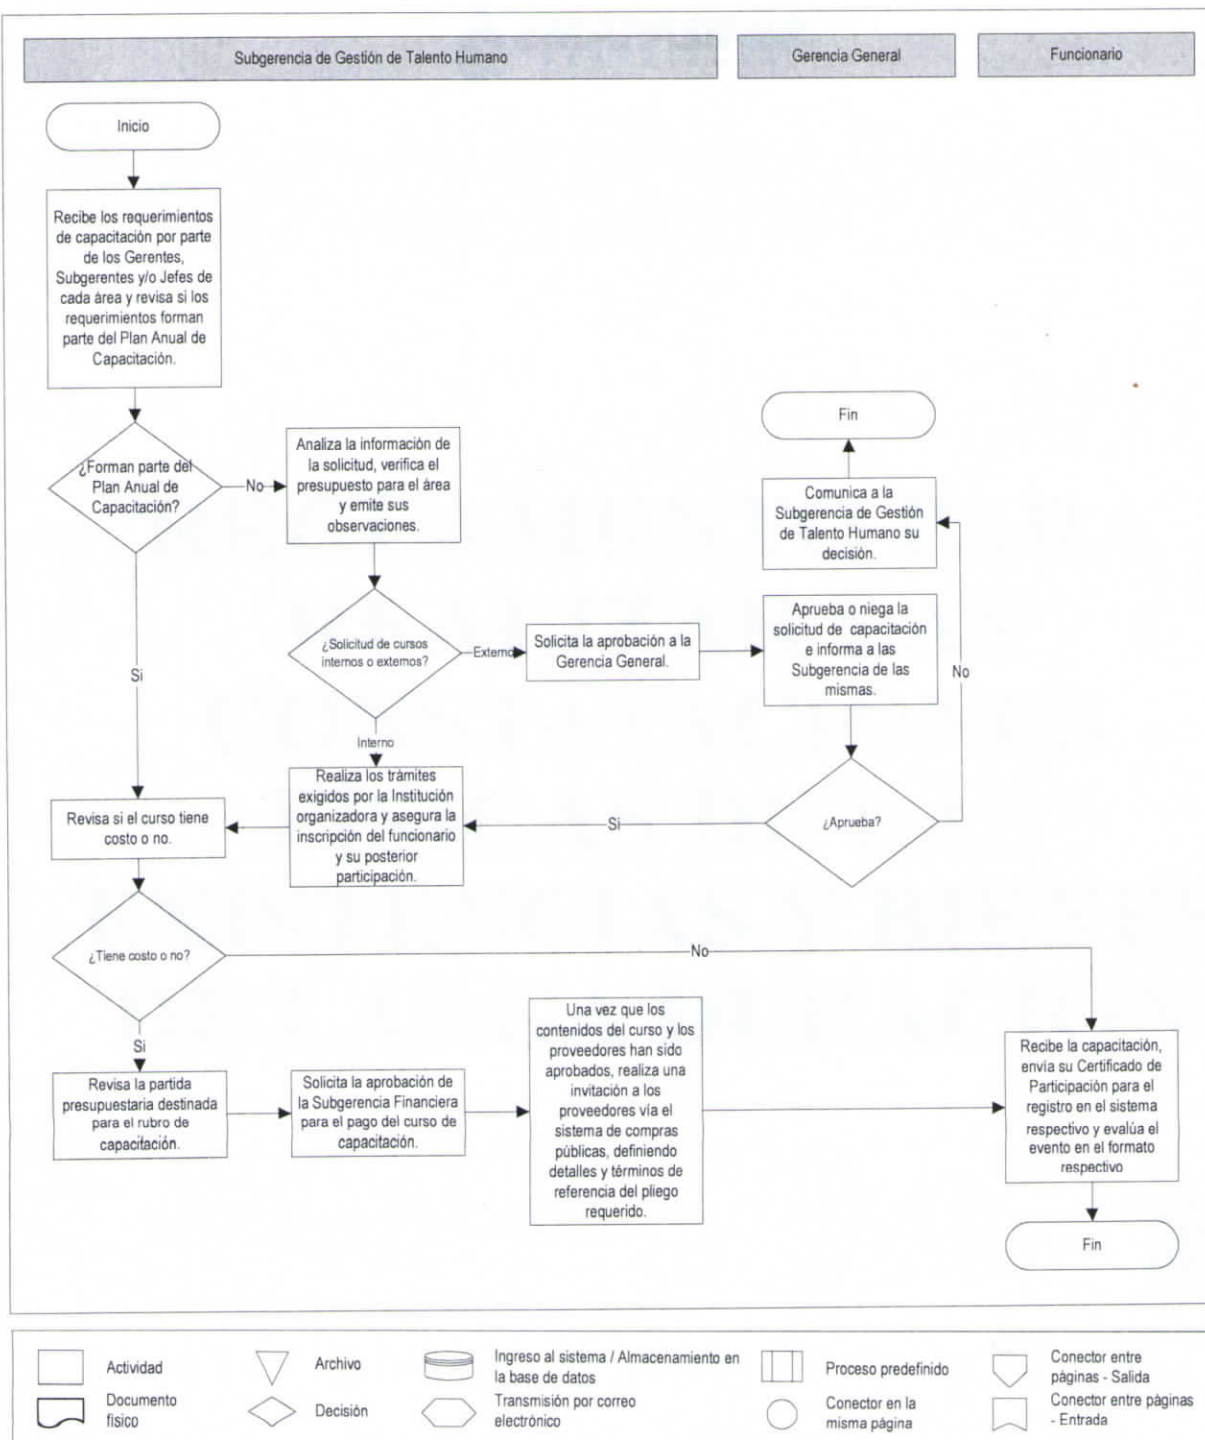 Subgerencia de Gestión de Talento Humano
Gerencia General
Funcionario
Inicio
Recibe los requerimientos
de capacitación por parte
de los Gerentes,
Subgerentes y/o Jefes de
cada área y revisa si los
requerimientos forman
parte del Plan Anual de
Capacitación.
¿Forman parte del
Plan Anual de
Capacitación?
No
Analiza la información de
la solicitud, verifica el
presupuesto para el área
y emite sus
observaciones.
Fin
Comunica a la
Subgerencia de Gestión
de Talento Humano su
decisión.
¿Solicitud de cursos
internos o externos?
Externo
Solicita la aprobación a la
Gerencia General.
Aprueba o niega la
solicitud de capacitación
e informa a las
Subgerencia de las
mismas.
No
Si
Interno
Revisa si el curso tiene
costo o no.
Realiza los trámites
exigidos por la Institución
organizadora y asegura la
inscripción del funcionario
y su posterior
participación.
Si
¿Aprueba?
¿Tiene costo o no?
No
Si
Revisa la partida
presupuestaria destinada
para el rubro de
capacitación.
Solicita la aprobación de
la Subgerencia Financiera
para el pago del curso de
capacitación.
Una vez que los
contenidos del curso y los
proveedores han sido
aprobados, realiza una
invitación a los
proveedores vía el
sistema de compras
públicas, definiendo
detalles y términos de
referencia del pliego
requerido.
Recibe la capacitación,
envía su Certificado de
Participación para el
registro en el sistema
respectivo y evalúa el
evento en el formato
respectivo
Fin
Actividad
Archivo
Ingreso al sistema / Almacenamiento en
la base de datos
Proceso predefinido
Conector entre
páginas - Salida
Documento
físico
Decisión
Transmisión por correo
electrónico
Conector en la
misma página
Conector entre páginas
- Entrada